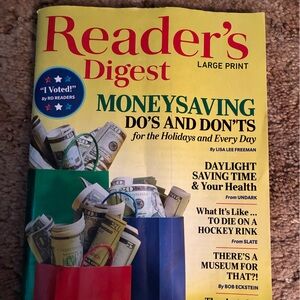 Reader's
Digest
LARGE PRINT
"I Voted!"
By RD READERS
MONEYSAVING
DO'S AND DON'TS
for the Holidays and Every Day
By LISA LEE FREEMAN
DAYLIGHT
SAVING TIME
& Your Health
From UNDARK
What It's Like ...
TO DIE ON A
HOCKEY RINK
From SLATE
THERE'S A
MUSEUM FOR
THAT?!
By BOB ECKSTEIN